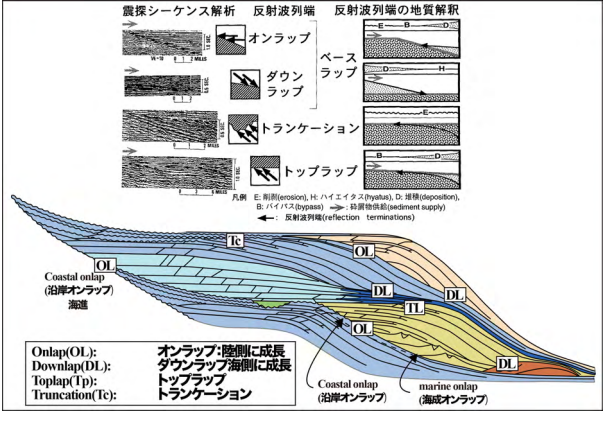 震探シーケンス解析 反射波列端 反射波列端の地質解釈
オンラップ
ダウンラップ
ベースラップ
トランケーション
トップラップ
E B D
D H
E
B D
V6=10 0 1 2 MILES
凡例 E: 削剥(erosion), H: ハイエイタス(hyatus), D: 堆積(deposition),
B: バイパス(bypass) : 砕屑物供給(sediment supply)
: 反射波列端(reflection terminations)
Tc
OL
OL
Coastal onlap
(沿岸オンラップ)
海進
DL
DL
TL
OL
DL
Coastal onlap
(沿岸オンラップ)
marine onlap
(海成オンラップ)
Onlap(OL): オンラップ:陸側に成長
Downlap(DL): ダウンラップ海側に成長
Toplap(Tp): トップラップ
Truncation(Tc): トランケーション